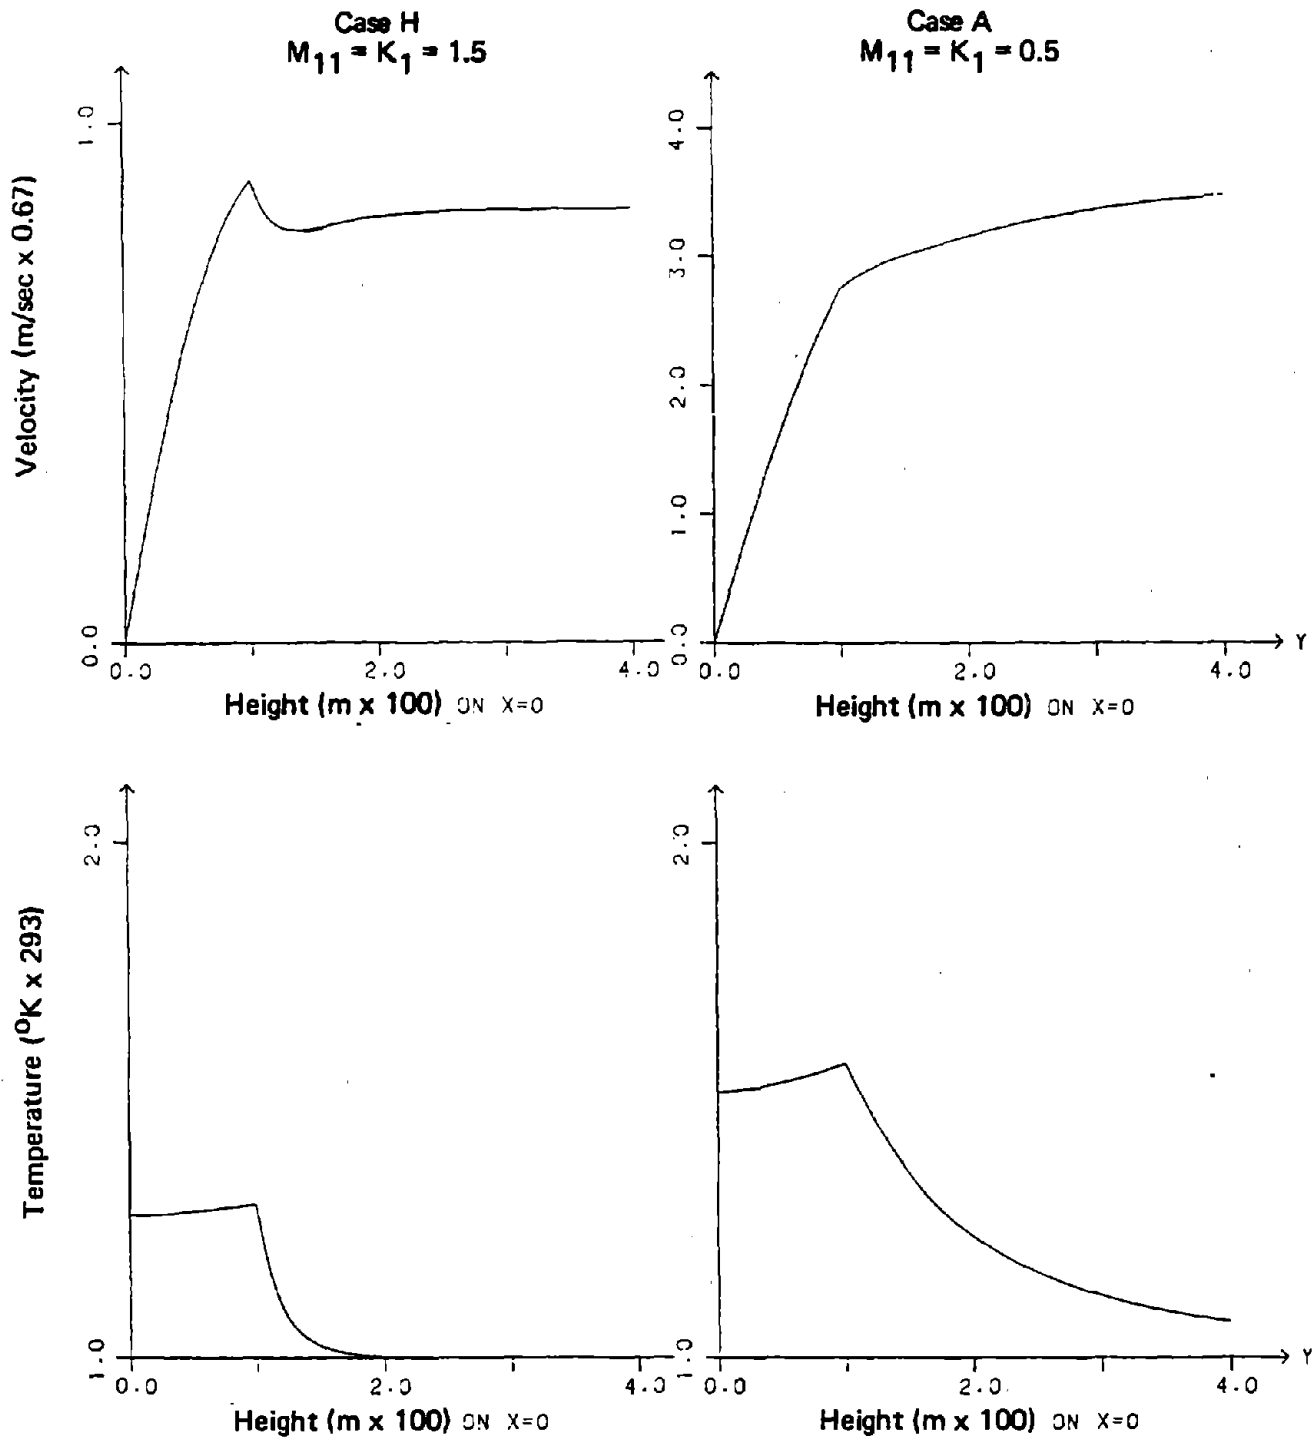 Case H
M11 = K1 = 1.5
Case A
M11 = K1 = 0.5
Velocity (m/sec x 0.67)
1.0
0.0
0.0
2.0
4.0
Height (m x 100) ON X=0
4.0
3.0
2.0
1.0
0.0
0.0
2.0
4.0
Y
Height (m x 100) ON X=0
Temperature (°K x 293)
2.0
1.0
0.0
2.0
4.0
Height (m x 100) ON X=0
2.0
1.0
0.0
2.0
4.0
Y
Height (m x 100) ON X=0